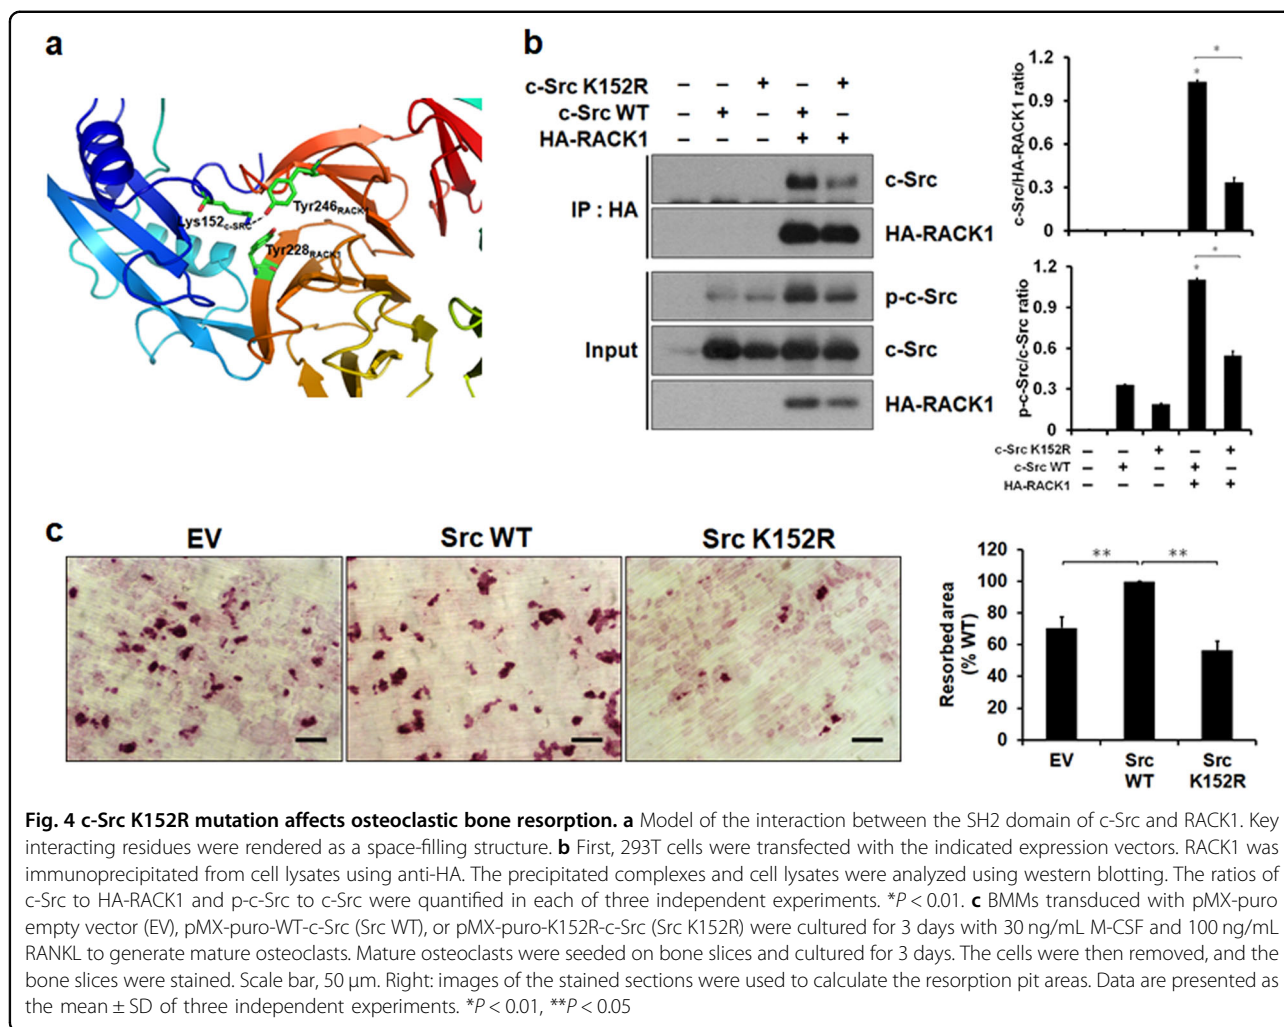 a
Lys152c-SRC
Tyr246RACK1
Tyr228RACK1
b
c-Src K152R – – + – +
c-Src WT – + – + –
HA-RACK1 – – – + +
IP : HA
c-Src
HA-RACK1
Input
p-c-Src
c-Src
HA-RACK1
c-Src/HA-RACK1 ratio
1.2
0.9
0.6
0.3
0
*
*
p-c-Src/c-Src ratio
1.2
0.9
0.6
0.3
0
*
*
c-Src K152R – – + – +
c-Src WT – + – + –
HA-RACK1 – – – + +
c
EV
Src WT
Src K152R
Resorbed area
(% WT)
120
100
80
60
40
20
0
**
**
EV
Src
WT
Src
K152R
Fig. 4 c-Src K152R mutation affects osteoclastic bone resorption. a Model of the interaction between the SH2 domain of c-Src and RACK1. Key
interacting residues were rendered as a space-filling structure. b First, 293T cells were transfected with the indicated expression vectors. RACK1 was
immunoprecipitated from cell lysates using anti-HA. The precipitated complexes and cell lysates were analyzed using western blotting. The ratios of
c-Src to HA-RACK1 and p-c-Src to c-Src were quantified in each of three independent experiments. *P < 0.01. c BMMs transduced with pMX-puro
empty vector (EV), pMX-puro-WT-c-Src (Src WT), or pMX-puro-K152R-c-Src (Src K152R) were cultured for 3 days with 30 ng/mL M-CSF and 100 ng/mL
RANKL to generate mature osteoclasts. Mature osteoclasts were seeded on bone slices and cultured for 3 days. The cells were then removed, and the
bone slices were stained. Scale bar, 50 μm. Right: images of the stained sections were used to calculate the resorption pit areas. Data are presented as
the mean ± SD of three independent experiments. *P < 0.01, **P < 0.05